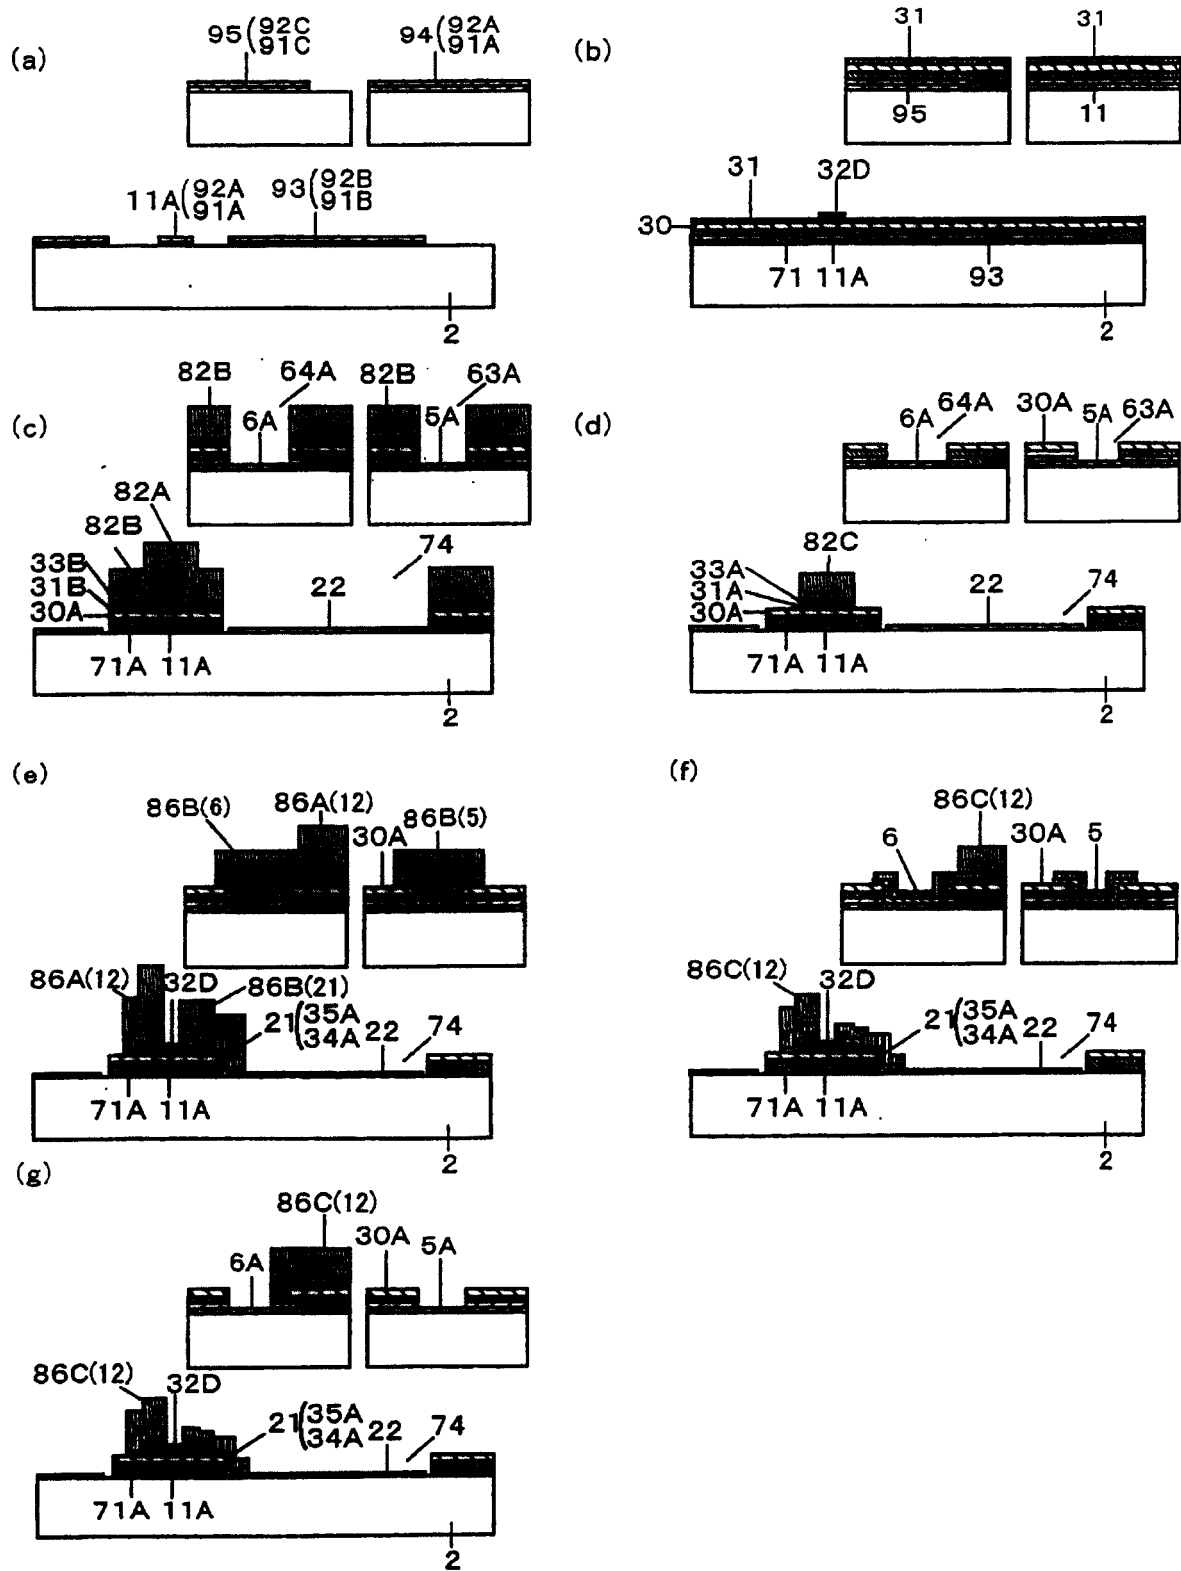 (a)
95(92C 94(92A
91C 91A
11A(92A 93(92B
91A 91B
2
(b)
31 31
95 11
31 32D
30
71 11A 93
2
(c)
82B 64A 82B 63A
6A 5A
82A
82B
74
33B
31B 22
30A
71A 11A
2
(d)
6A 64A 30A 5A 63A
82C
33A
31A 22 74
30A
71A 11A
2
(e)
86B(6) 86A(12) 86B(5)
30A
86A(12) 32D 86B(21)
21(35A
34A 22 74
71A 11A
2
(f)
86C(12)
6 30A 5
86C(12) 32D
21(35A
34A 22 74
71A 11A
2
(g)
86C(12)
6A 30A 5A
86C(12) 32D
21(35A
34A 22 74
71A 11A
2